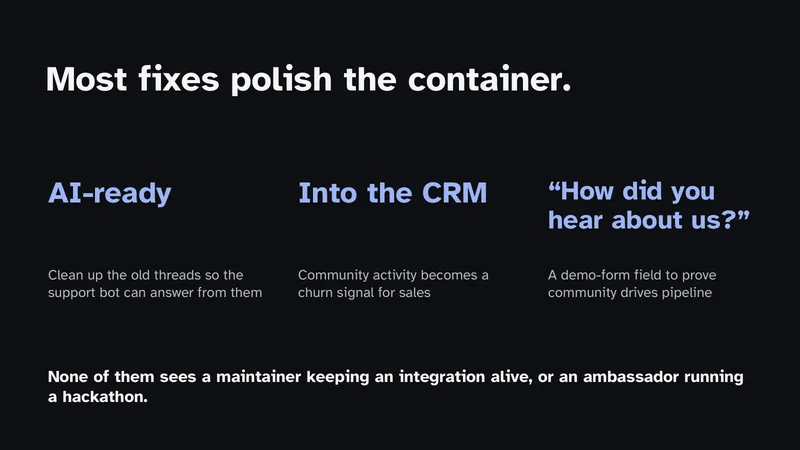 Most fixes polish the container.
AI-ready
Clean up the old threads so the
support bot can answer from them
Into the CRM
Community activity becomes a
churn signal for sales
“How did you
hear about us?”
A demo-form field to prove
community drives pipeline
None of them sees a maintainer keeping an integration alive, or an ambassador running
a hackathon.